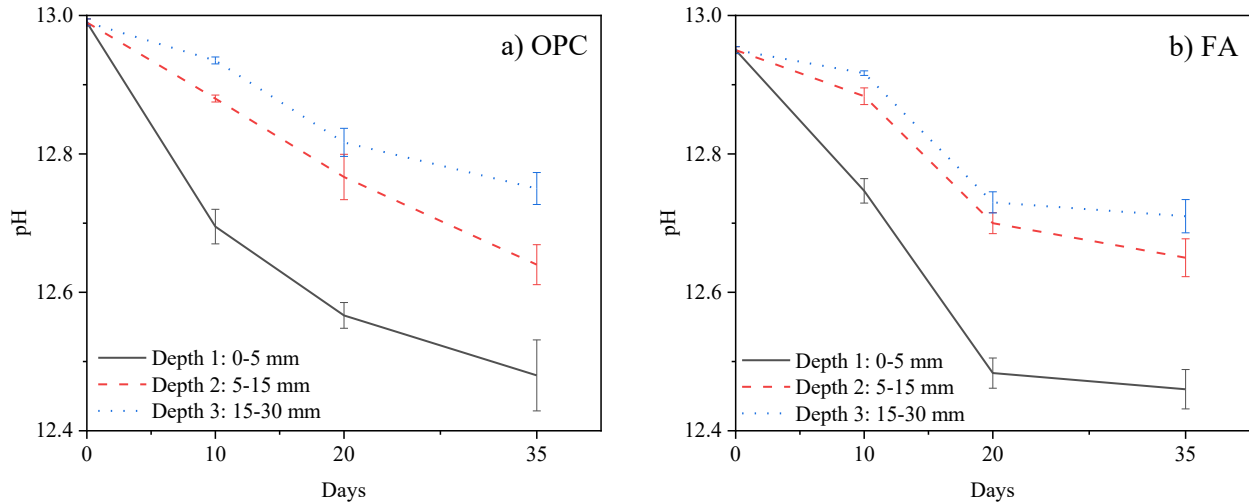 13.0
12.8
12.6
12.4
pH
a) OPC
Depth 1: 0-5 mm
Depth 2: 5-15 mm
Depth 3: 15-30 mm
0
10
20
35
Days
13.0
12.8
12.6
12.4
pH
b) FA
Depth 1: 0-5 mm
Depth 2: 5-15 mm
Depth 3: 15-30 mm
0
10
20
35
Days